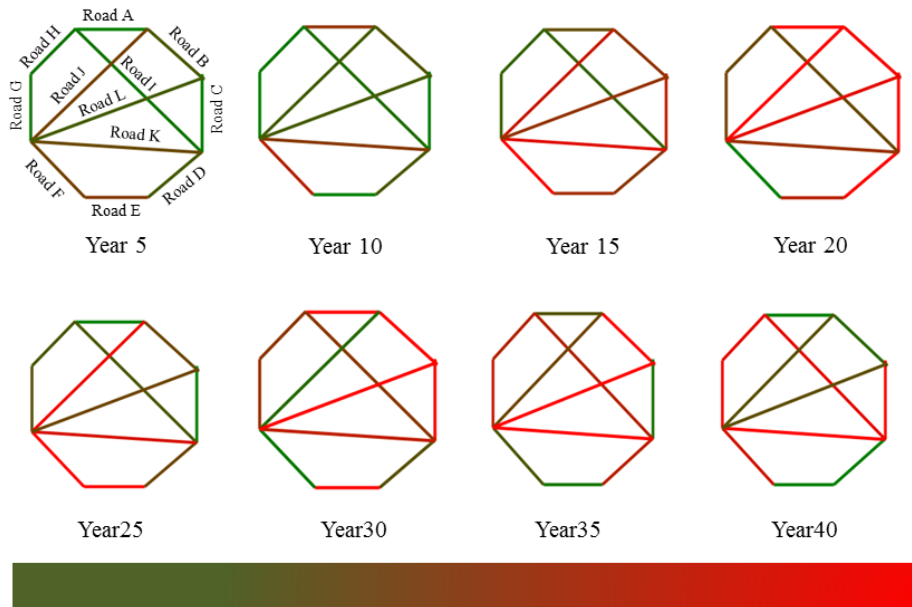 Road A
Road H
Road B
Road J
Road I
Road G
Road L
Road C
Road K
Road F
Road D
Road E
Year 5
Year 10
Year 15
Year 20
Year25
Year30
Year35
Year40